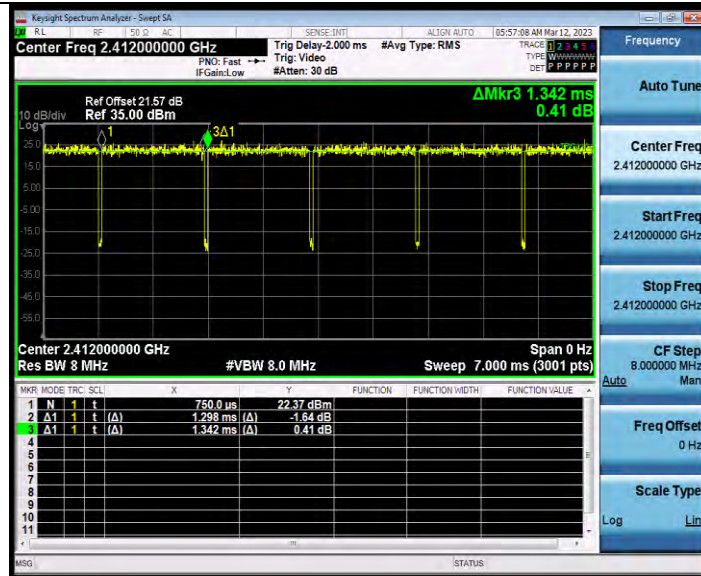 Keysight Spectrum Analyzer - Swept SA
RL RF 50 Ω AC SENSE:INT ALIGN AUTO 05:57:08 AM Mar 12, 2023
Center Freq 2.412000000 GHz
PNO: Fast
IFGain:Low
Trig Delay-2.000 ms
Trig: Video
#Atten: 30 dB
#Avg Type: RMS
TRACE 1 2 3 4 5 6
TYPE WWWWWW
DET P P P P P P
ΔMkr3 1.342 ms
0.41 dB
Ref Offset 21.57 dB
10 dB/div Ref 35.00 dBm
Log
1
3Δ1
25.0
15.0
5.00
-5.00
-15.0
-25.0
-35.0
-45.0
-55.0
Center 2.412000000 GHz Span 0 Hz
Res BW 8 MHz #VBW 8.0 MHz Sweep 7.000 ms (3001 pts)
MKR MODE TRC SCL X Y FUNCTION FUNCTION WIDTH FUNCTION VALUE
1 N 1 t 750.0 µs 22.37 dBm
2 Δ1 1 t (Δ) 1.298 ms (Δ) -1.64 dB
3 Δ1 1 t (Δ) 1.342 ms (Δ) 0.41 dB
4
5
6
7
8
9
10
11
MSG STATUS
Frequency
Auto Tune
Center Freq
2.412000000 GHz
Start Freq
2.412000000 GHz
Stop Freq
2.412000000 GHz
CF Step
8.000000 MHz
Auto Man
Freq Offset
0 Hz
Scale Type
Log Lin